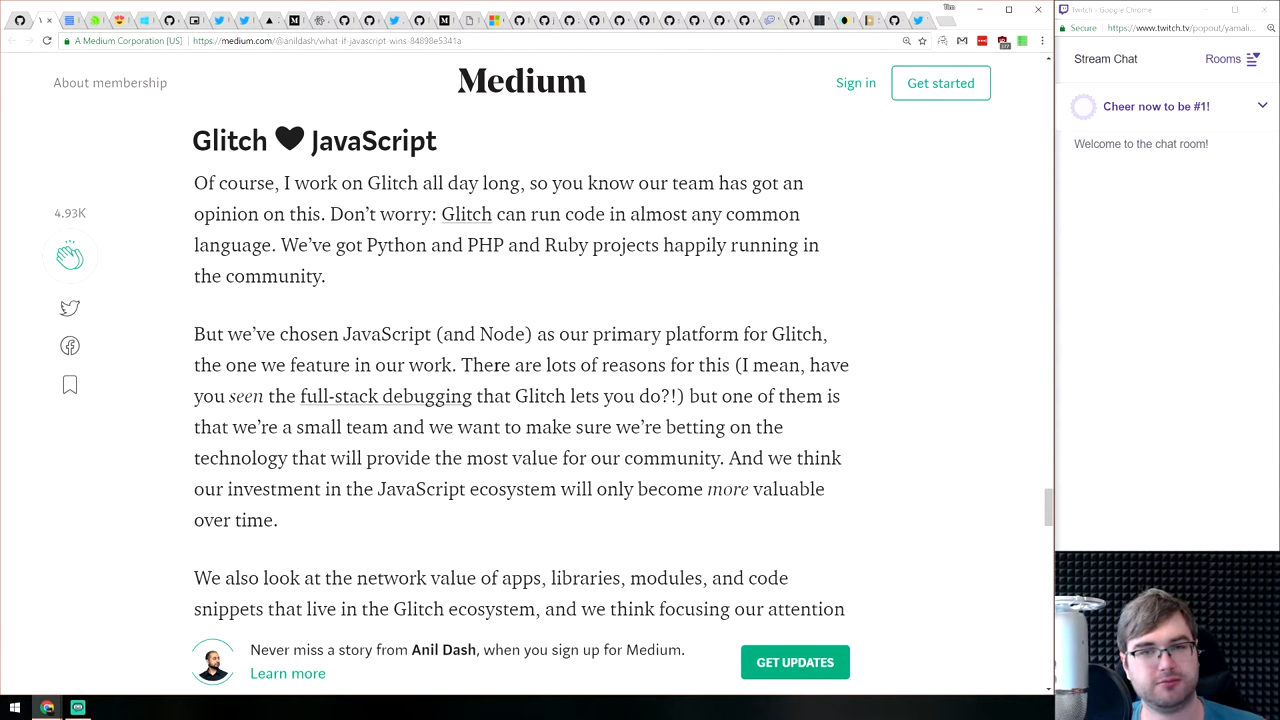 Tim
Twitch - Google Chrome
A Medium Corporation [US]
https://medium.com/@anildash/what-if-javascript-wins-84898e5341a
Secure
https://www.twitch.tv/popout/yamali...
About membership
Medium
Sign in
Get started
Stream Chat
Rooms
Cheer now to be #1!
Welcome to the chat room!
Glitch ♥ JavaScript
Of course, I work on Glitch all day long, so you know our team has got an
opinion on this. Don’t worry: Glitch can run code in almost any common
language. We’ve got Python and PHP and Ruby projects happily running in
the community.
4.93K
But we’ve chosen JavaScript (and Node) as our primary platform for Glitch,
the one we feature in our work. There are lots of reasons for this (I mean, have
you seen the full-stack debugging that Glitch lets you do?!) but one of them is
that we’re a small team and we want to make sure we’re betting on the
technology that will provide the most value for our community. And we think
our investment in the JavaScript ecosystem will only become more valuable
over time.
We also look at the network value of apps, libraries, modules, and code
snippets that live in the Glitch ecosystem, and we think focusing our attention
Never miss a story from Anil Dash, when you sign up for Medium.
Learn more
GET UPDATES